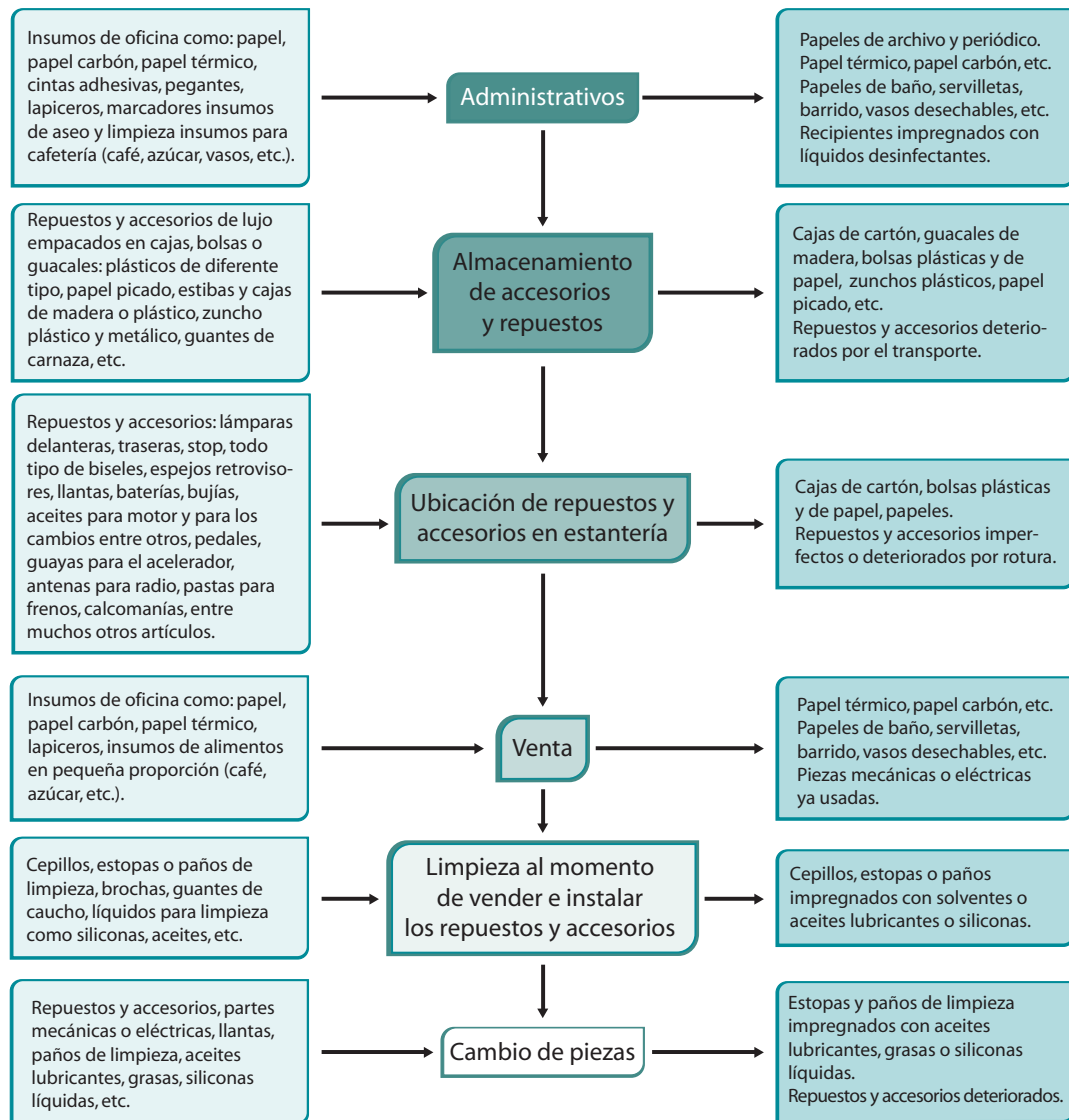 Insumos de oficina como: papel,
papel carbón, papel térmico,
cintas adhesivas, pegantes,
lapiceros, marcadores insumos
de aseo y limpieza insumos para
cafetería (café, azúcar, vasos, etc.).
Administrativos
Papeles de archivo y periódico.
Papel térmico, papel carbón, etc.
Papeles de baño, servilletas,
barrido, vasos desechables, etc.
Recipientes impregnados con
líquidos desinfectantes.
Repuestos y accesorios de lujo
empacados en cajas, bolsas o
guacales: plásticos de diferente
tipo, papel picado, estibas y cajas
de madera o plástico, zuncho
plástico y metálico, guantes de
carnaza, etc.
Almacenamiento
de accesorios
y repuestos
Cajas de cartón, guacales de
madera, bolsas plásticas y de
papel, zunchos plásticos, papel
picado, etc.
Repuestos y accesorios deterio-
rados por el transporte.
Repuestos y accesorios: lámparas
delanteras, traseras, stop, todo
tipo de biseles, espejos retroviso-
res, llantas, baterías, bujías,
aceites para motor y para los
cambios entre otros, pedales,
guayas para el acelerador,
antenas para radio, pastas para
frenos, calcomanías, entre
muchos otros artículos.
Ubicación de repuestos y
accesorios en estantería
Cajas de cartón, bolsas plásticas
y de papel, papeles.
Repuestos y accesorios imper-
fectos o deteriorados por rotura.
Insumos de oficina como: papel,
papel carbón, papel térmico,
lapiceros, insumos de alimentos
en pequeña proporción (café,
azúcar, etc.).
Venta
Papel térmico, papel carbón, etc.
Papeles de baño, servilletas,
barrido, vasos desechables, etc.
Piezas mecánicas o eléctricas
ya usadas.
Cepillos, estopas o paños de
limpieza, brochas, guantes de
caucho, líquidos para limpieza
como siliconas, aceites, etc.
Limpieza al momento
de vender e instalar
los repuestos y accesorios
Cepillos, estopas o paños
impregnados con solventes o
aceites lubricantes o siliconas.
Repuestos y accesorios, partes
mecánicas o eléctricas, llantas,
paños de limpieza, aceites
lubricantes, grasas, siliconas
líquidas, etc.
Cambio de piezas
Estopas y paños de limpieza
impregnados con aceites
lubricantes, grasas o siliconas
líquidas.
Repuestos y accesorios deteriorados.